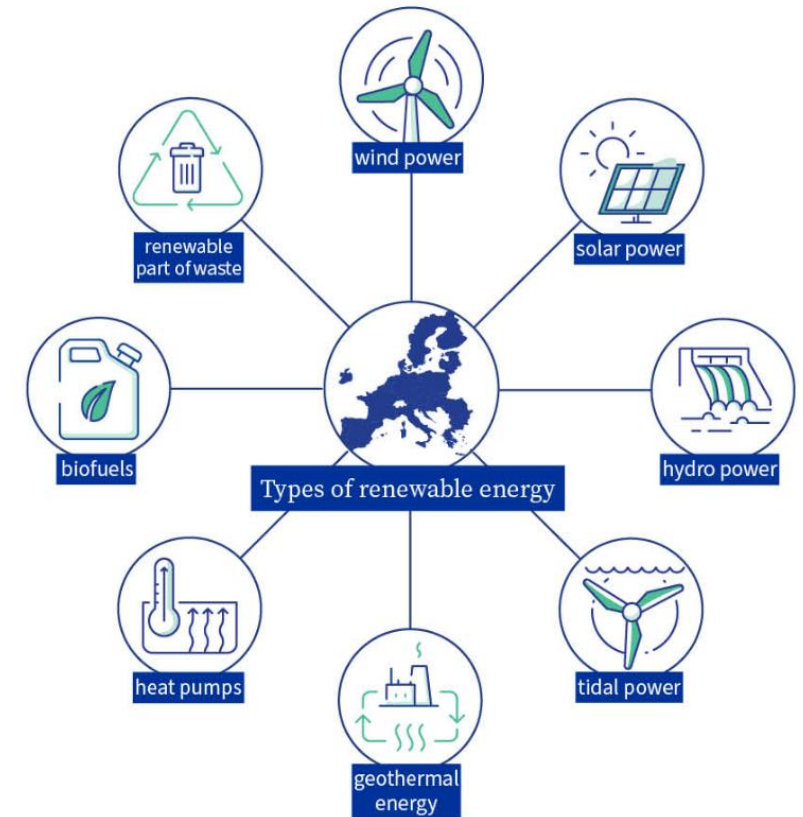 wind power
solar power
renewable
part of waste
biofuels
hydro power
Types of renewable energy
heat pumps
tidal power
geothermal
energy